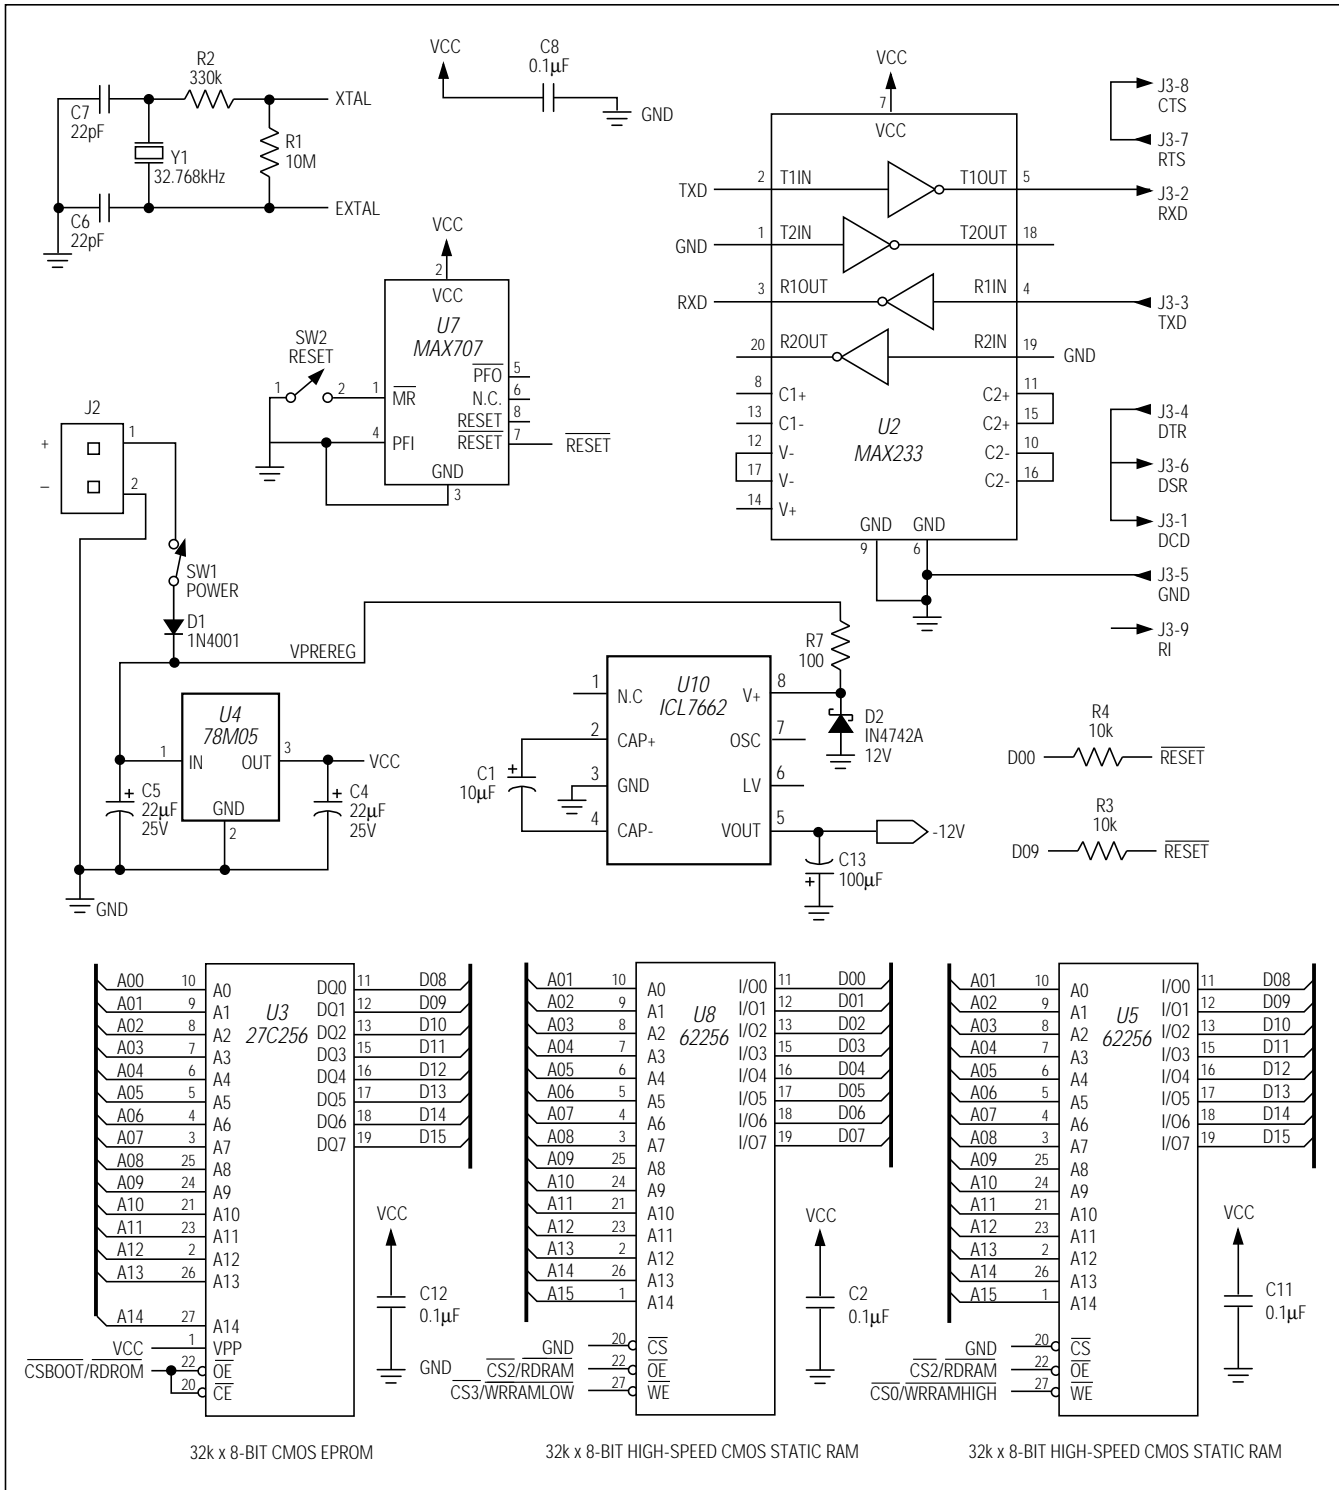 R2
330k
XTAL
C7
22pF
R1
10M
Y1
32.768kHz
C6
22pF
EXTAL
VCC
C8
0.1μF
GND
VCC
7
VCC
TXD 2 T1IN T1OUT 5
GND 1 T2IN T2OUT 18
RXD 3 R1OUT R1IN 4
20 R2OUT R2IN 19 GND
8 C1+ C2+ 11
13 C1- C2+ 15
12 V- C2- 10
17 V- C2- 16
14 V+
U2
MAX233
GND GND
9 6
J3-8
CTS
J3-7
RTS
J3-2
RXD
J3-3
TXD
J3-4
DTR
J3-6
DSR
J3-1
DCD
J3-5
GND
J3-9
RI
VCC
2
VCC
U7
MAX707
SW2
RESET
1 2 1 MR
4 PFI
PFO 5
N.C. 6
RESET 8
RESET 7 RESET
GND
3
J2
+ 1
– 2
SW1
POWER
D1
1N4001
VPREREG
U4
78M05
1 IN OUT 3 VCC
GND
2
C5
+
22μF
25V
C4
+
22μF
25V
GND
R7
100
U10
ICL7662
1 N.C V+ 8
2 CAP+ OSC 7
3 GND LV 6
4 CAP- VOUT 5 -12V
C1
+
10μF
D2
IN4742A
12V
C13
+
100μF
R4
10k
D00 RESET
R3
10k
D09 RESET
U3
27C256
A00 10 A0 DQ0 11 D08
A01 9 A1 DQ1 12 D09
A02 8 A2 DQ2 13 D10
A03 7 A3 DQ3 15 D11
A04 6 A4 DQ4 16 D12
A05 5 A5 DQ5 17 D13
A06 4 A6 DQ6 18 D14
A07 3 A7 DQ7 19 D15
A08 25 A8
A09 24 A9
A10 21 A10
A11 23 A11
A12 2 A12
A13 26 A13
A14 27 A14
VCC 1 VPP
CSBOOT/RDROM 22 OE
20 CE
VCC
C12
0.1μF
GND
32k x 8-BIT CMOS EPROM
U8
62256
A01 10 A0 I/O0 11 D00
A02 9 A1 I/O1 12 D01
A03 8 A2 I/O2 13 D02
A04 7 A3 I/O3 15 D03
A05 6 A4 I/O4 16 D04
A06 5 A5 I/O5 17 D05
A07 4 A6 I/O6 18 D06
A08 3 A7 I/O7 19 D07
A09 25 A8
A10 24 A9
A11 21 A10
A12 23 A11
A13 2 A12
A14 26 A13
A15 1 A14
GND 20 CS
CS2/RDRAM 22 OE
CS3/WRRAMLOW 27 WE
VCC
C2
0.1μF
32k x 8-BIT HIGH-SPEED CMOS STATIC RAM
U5
62256
A01 10 A0 I/O0 11 D08
A02 9 A1 I/O1 12 D09
A03 8 A2 I/O2 13 D10
A04 7 A3 I/O3 15 D11
A05 6 A4 I/O4 16 D12
A06 5 A5 I/O5 17 D13
A07 4 A6 I/O6 18 D14
A08 3 A7 I/O7 19 D15
A09 25 A8
A10 24 A9
A11 21 A10
A12 23 A11
A13 2 A12
A14 26 A13
A15 1 A14
GND 20 CS
CS2/RDRAM 22 OE
CS0/WRRAMHIGH 27 WE
VCC
C11
0.1μF
32k x 8-BIT HIGH-SPEED CMOS STATIC RAM